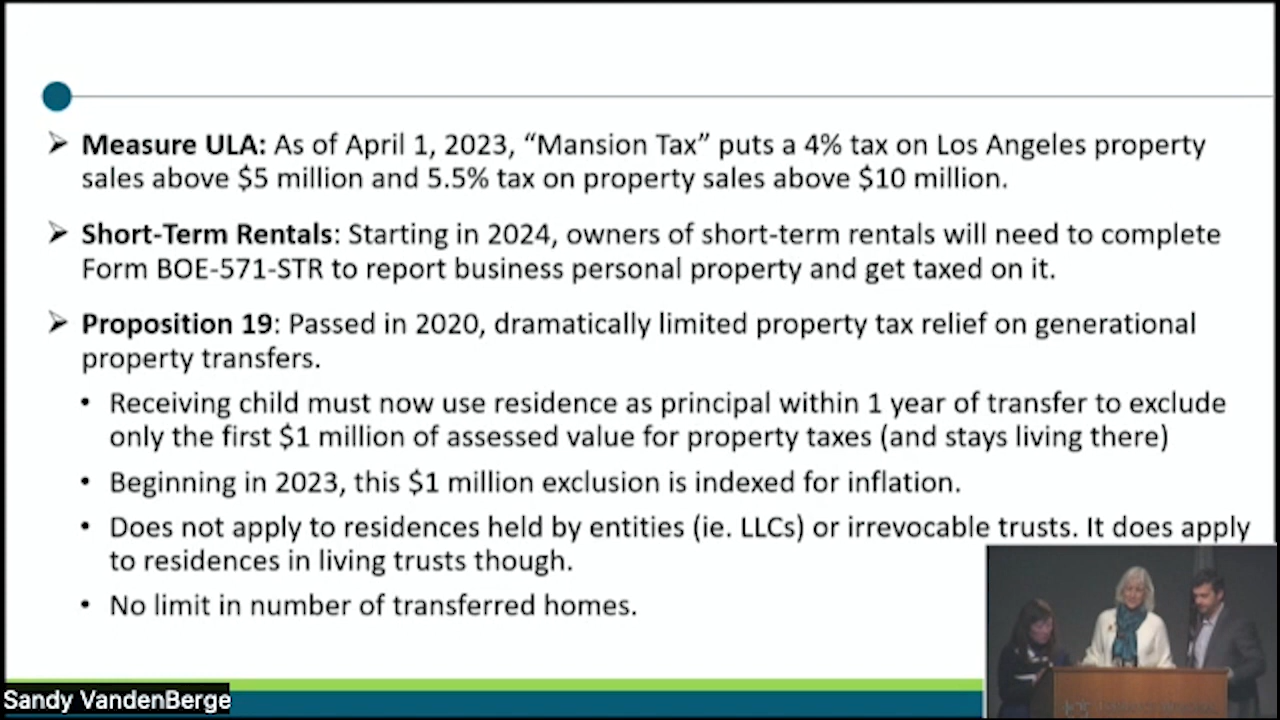 ➢ Measure ULA: As of April 1, 2023, “Mansion Tax” puts a 4% tax on Los Angeles property
sales above $5 million and 5.5% tax on property sales above $10 million.
➢ Short-Term Rentals: Starting in 2024, owners of short-term rentals will need to complete
Form BOE-571-STR to report business personal property and get taxed on it.
➢ Proposition 19: Passed in 2020, dramatically limited property tax relief on generational
property transfers.
• Receiving child must now use residence as principal within 1 year of transfer to exclude
only the first $1 million of assessed value for property taxes (and stays living there)
• Beginning in 2023, this $1 million exclusion is indexed for inflation.
• Does not apply to residences held by entities (ie. LLCs) or irrevocable trusts. It does apply
to residences in living trusts though.
• No limit in number of transferred homes.
Sandy VandenBerge